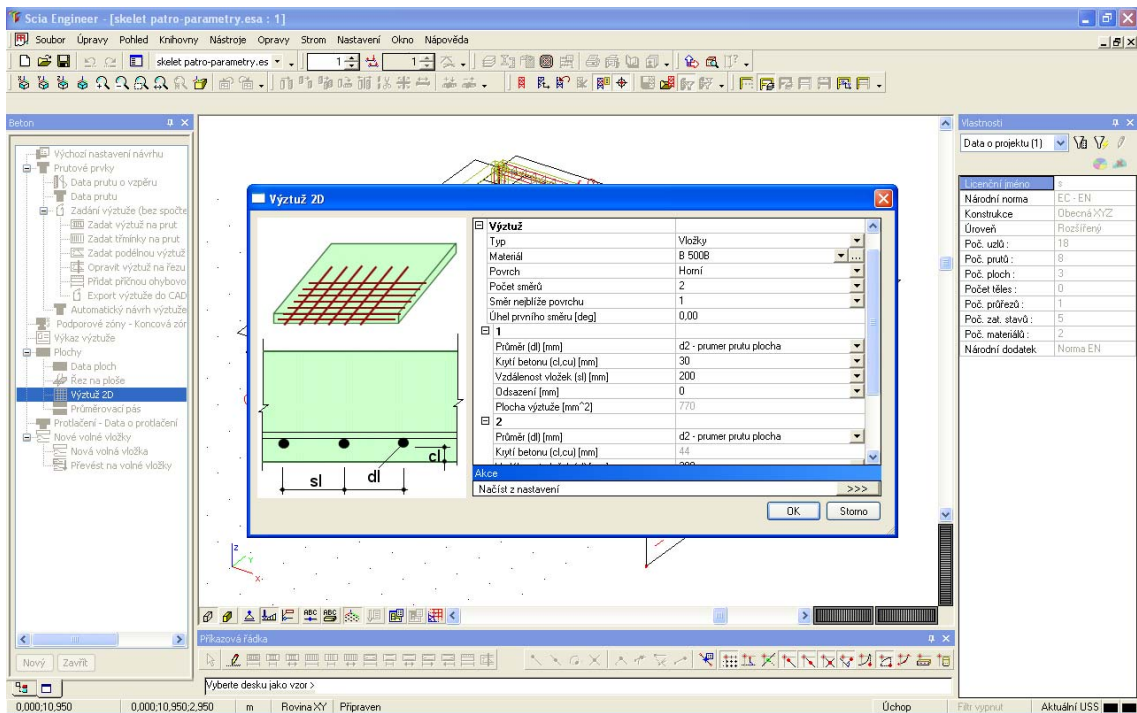 Scia Engineer - [skelet patro-parametry.esa : 1]
Soubor Úpravy Pohled Knihovny Nástroje Opravy Strom Nastavení Okno Nápověda
skelet patro-parametry.es 1 1
Beton
Výchozí nastavení návrhu
Prutové prvky
Data prutu o vzpěru
Data prutu
Zadání výztuže (bez spočte
Zadat výztuž na prut
Zadat třmínky na prut
Zadat podélnou výztuž
Opravit výztuž na řezu
Přidat příčnou ohybovo
Export výztuže do CAD
Automatický návrh výztuže
Podporové zóny - Koncová zór
Výkaz výztuže
Plochy
Data ploch
Řez na ploše
Výztuž 2D
Průměrovací pás
Protlačení - Data o protlačení
Nové volné vložky
Nová volná vložka
Převést na volné vložky
Nový Zavřít
Výztuž 2D
sl dl cl
Výztuž
Typ Vložky
Materiál B 500B
Povrch Horní
Počet směrů 2
Směr nejblíže povrchu 1
Úhel prvního směru [deg] 0,00
1
Průměr (dl) [mm] d2 - prumer prutu plocha
Krytí betonu (cl,cu) [mm] 30
Vzdálenost vložek (sl) [mm] 200
Odsazení [mm] 0
Plocha výztuže [mm^2] 770
2
Průměr (dl) [mm] d2 - prumer prutu plocha
Krytí betonu (cl,cu) [mm] 44
Akce
Načíst z nastavení >>>
OK Storno
z
y
x
ABC ABC
Příkazová řádka
Vyberte desku jako vzor >
Vlastnosti
Data o projektu (1)
Licenční jméno s
Národní norma EC - EN
Konstrukce Obecná XYZ
Úroveň Rozšířený
Poč. uzlů : 18
Poč. prutů : 8
Poč. ploch : 3
Počet těles : 0
Poč. průřezů : 1
Poč. zat. stavů : 5
Poč. materiálů : 2
Národní dodatek Norma EN
0,000;10,950 0,000;10,950;2,950 m Rovina XY Připraven Úchop Filtr vypnut Aktuální USS